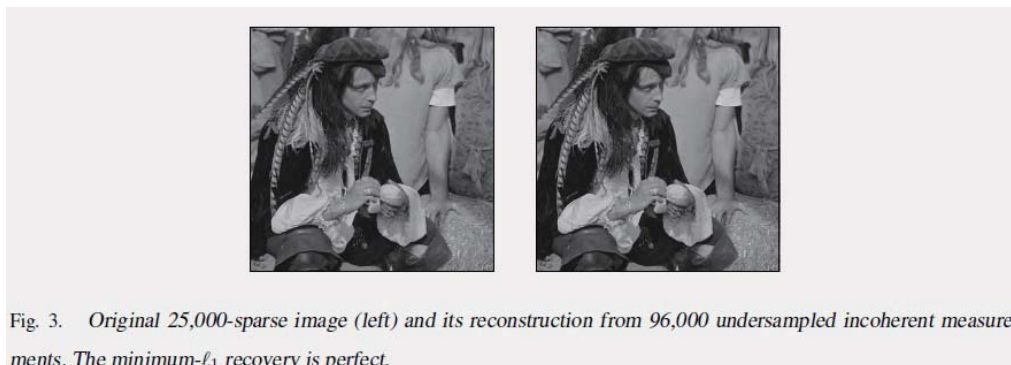 Fig. 3. Original 25,000-sparse image (left) and its reconstruction from 96,000 undersampled incoherent measure
ments. The minimum-ℓ1 recovery is perfect.